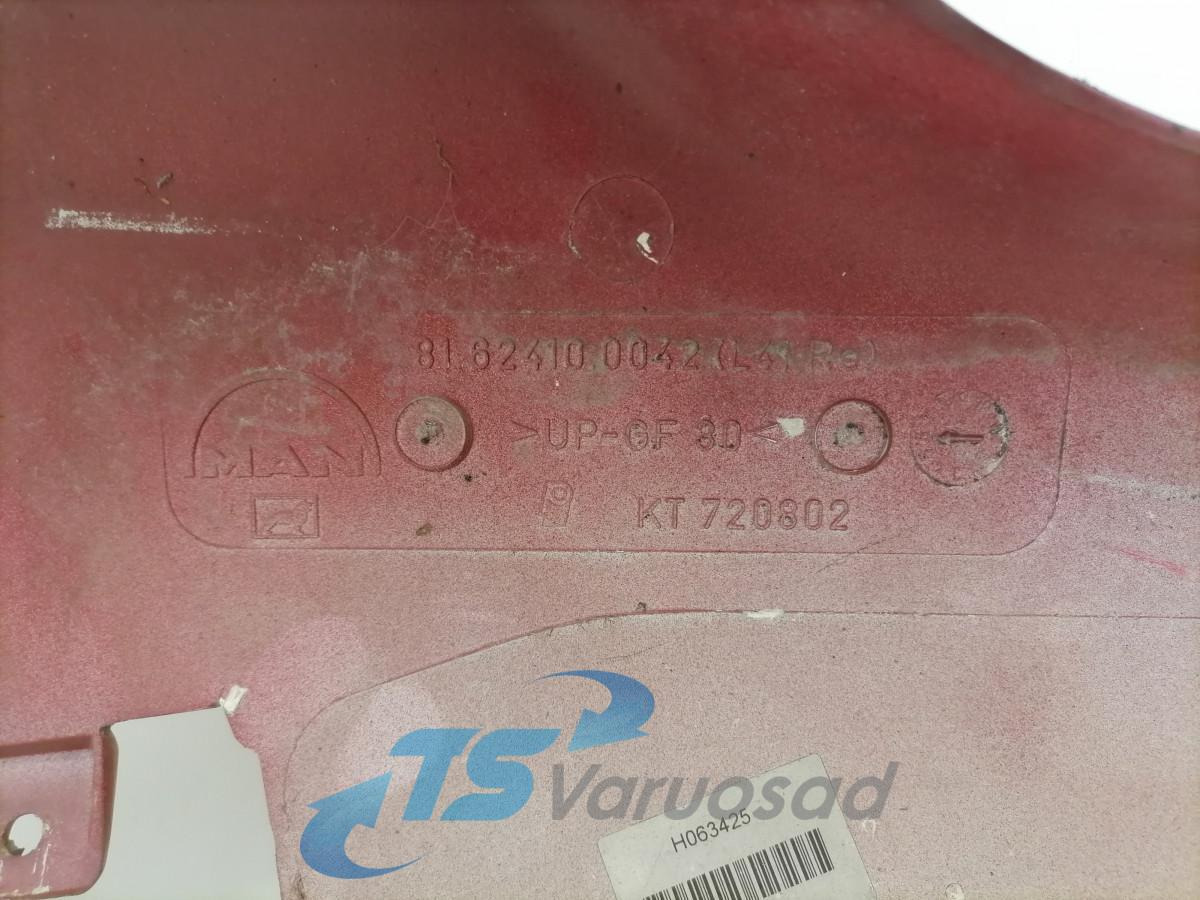 81.62410.0042 (L41 Re)
MAN
>UP-GF 30<
KT 720802
TS Varuosad
H063425